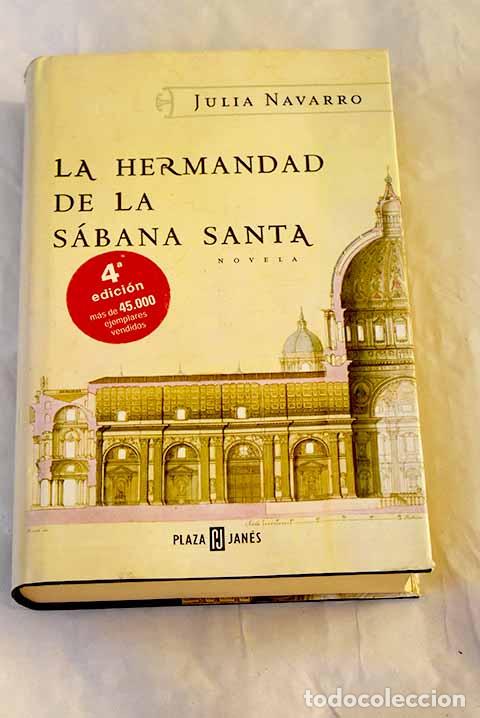 JULIA NAVARRO
LA HERMANDAD
DE LA
SÁBANA SANTA
NOVELA
4ª
edición
más de 45.000
ejemplares
vendidos
PLAZA JANÉS
todocoleccion